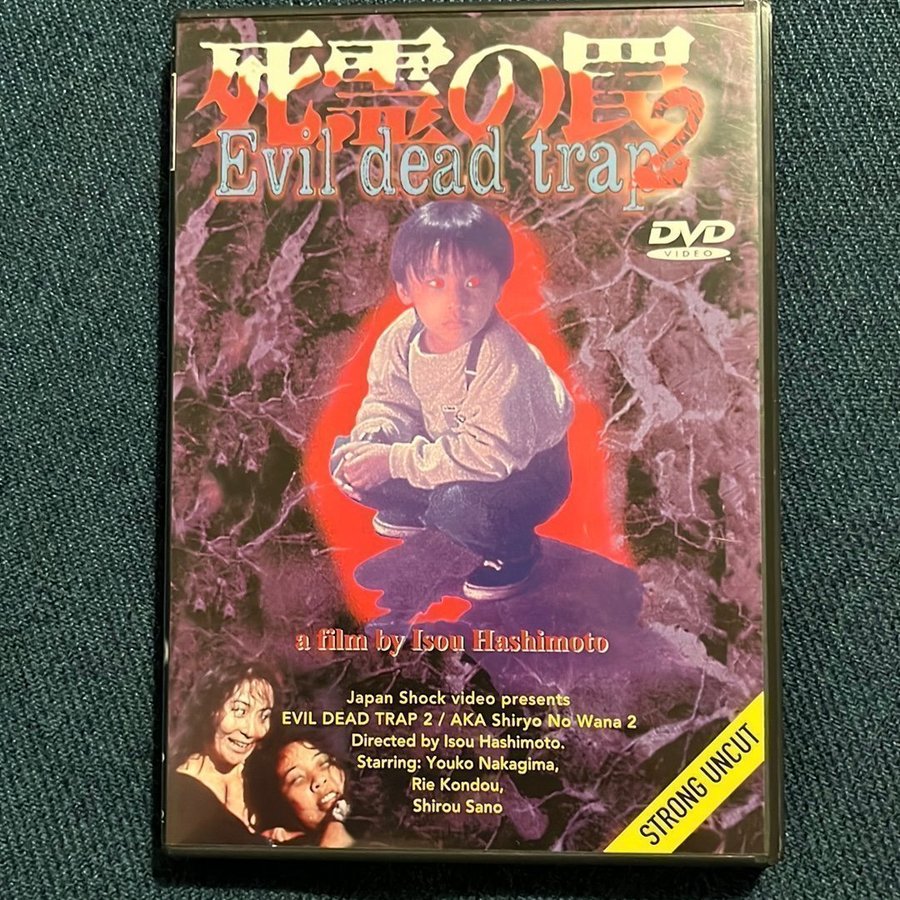 死霊の罠2
Evil dead trap
DVD
VIDEO
a film by Isou Hashimoto
Japan Shock video presents
EVIL DEAD TRAP 2 / AKA Shiryo No Wana 2
Directed by Isou Hashimoto.
Starring: Youko Nakagima,
Rie Kondou,
Shirou Sano
STRONG UNCUT